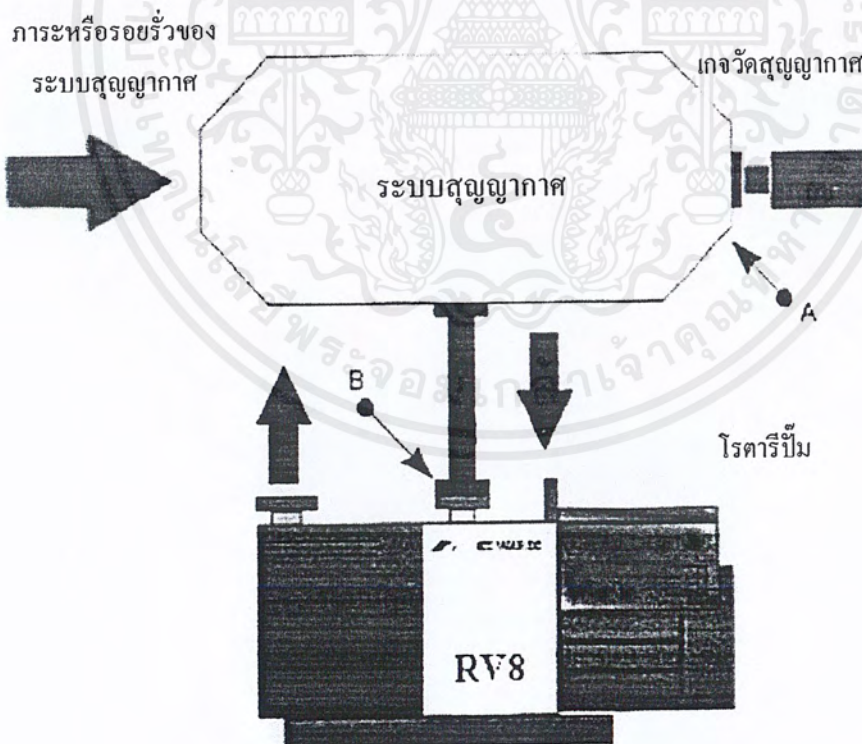 ภาระหรือรอยรั่วของ
ระบบสุญญากาศ
เกจวัดสุญญากาศ
ระบบสุญญากาศ
A
B
โรตารีปั๊ม
RV8